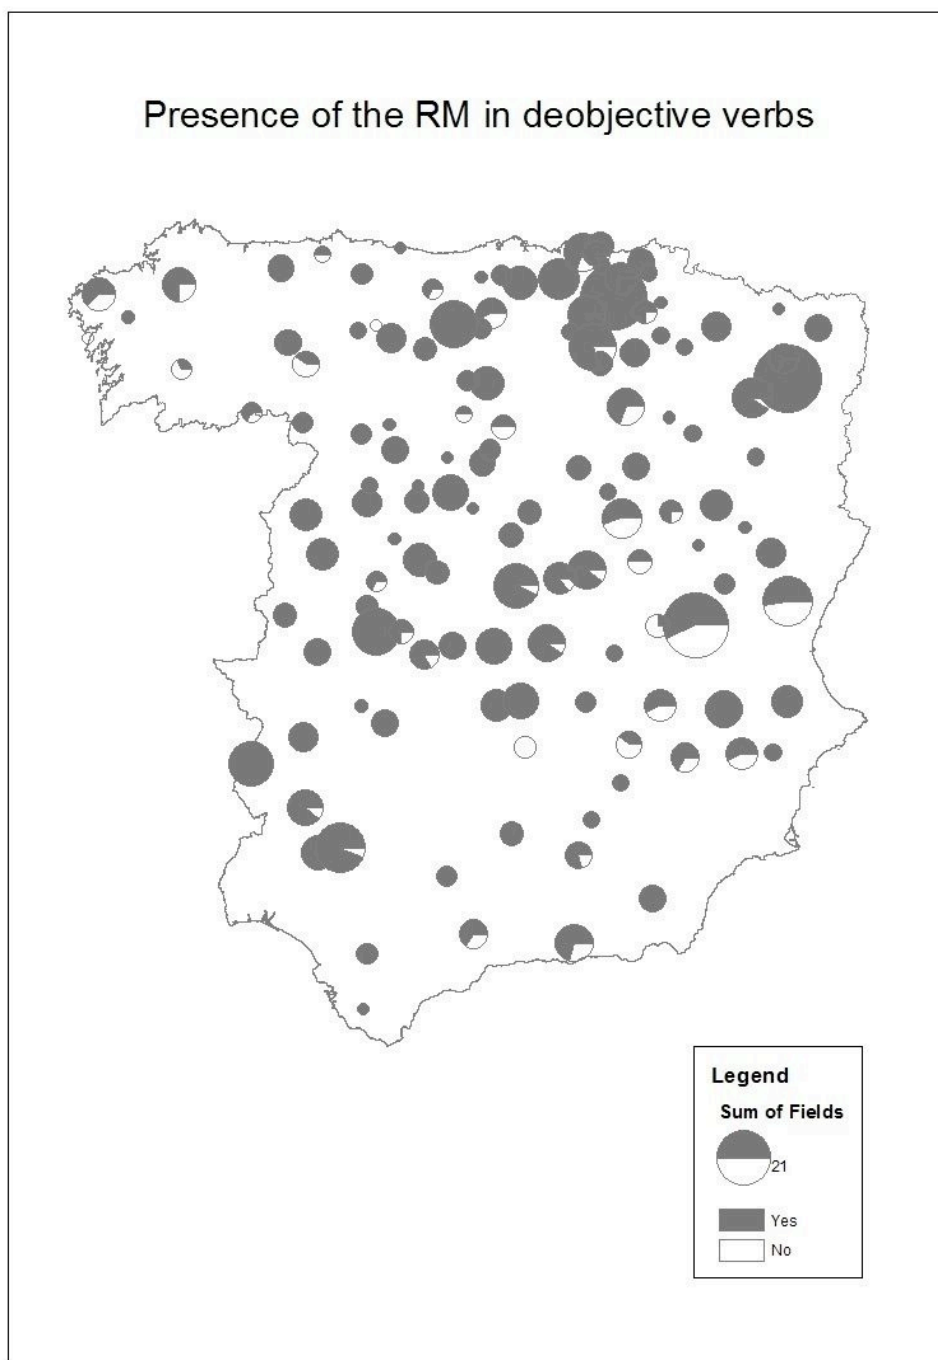 Presence of the RM in deobjective verbs
Legend
Sum of Fields
21
Yes
No